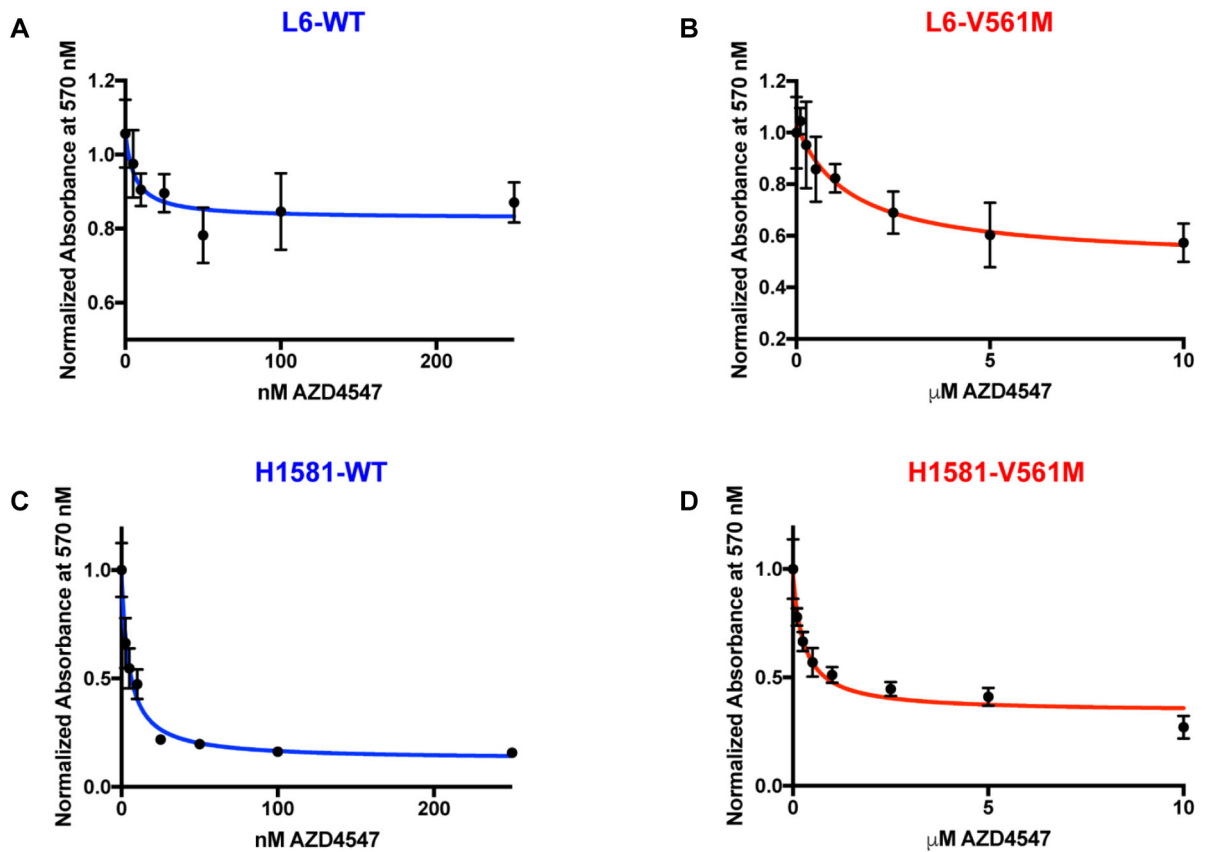 A
L6-WT
Normalized Absorbance at 570 nM
1.2
1.0
0.8
0.6
0
100
200
nM AZD4547
B
L6-V561M
Normalized Absorbance at 570 nM
1.2
1.0
0.8
0.6
0.4
0.2
0
5
10
μM AZD4547
C
H1581-WT
Normalized Absorbance at 570 nM
1.0
0.5
0.0
0
100
200
nM AZD4547
D
H1581-V561M
Normalized Absorbance at 570 nM
1.0
0.5
0.0
0
5
10
μM AZD4547